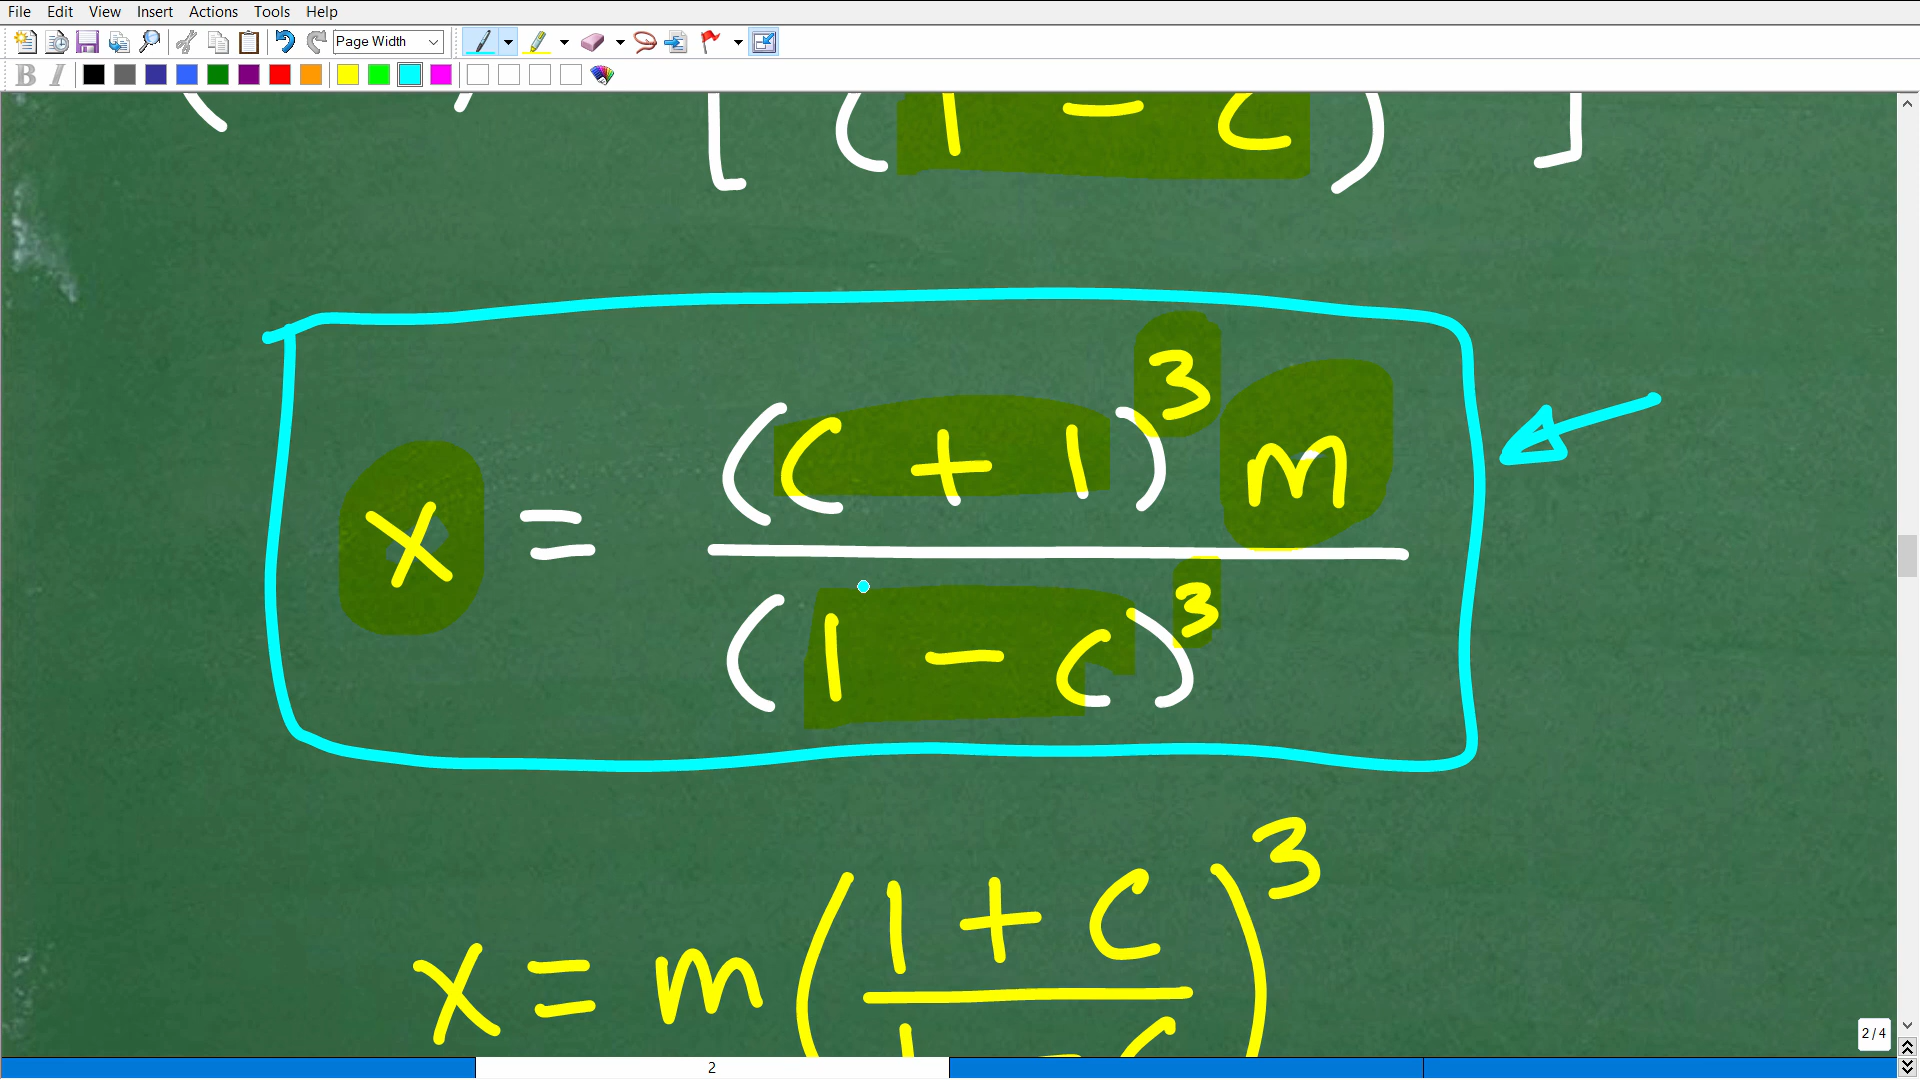 File Edit View Insert Actions Tools Help
Page Width
B I
( 1 - c )
x = (c + 1)³ m
(1 - c)³
x = m ( 1 + c )³
1 - c
2 / 4
2